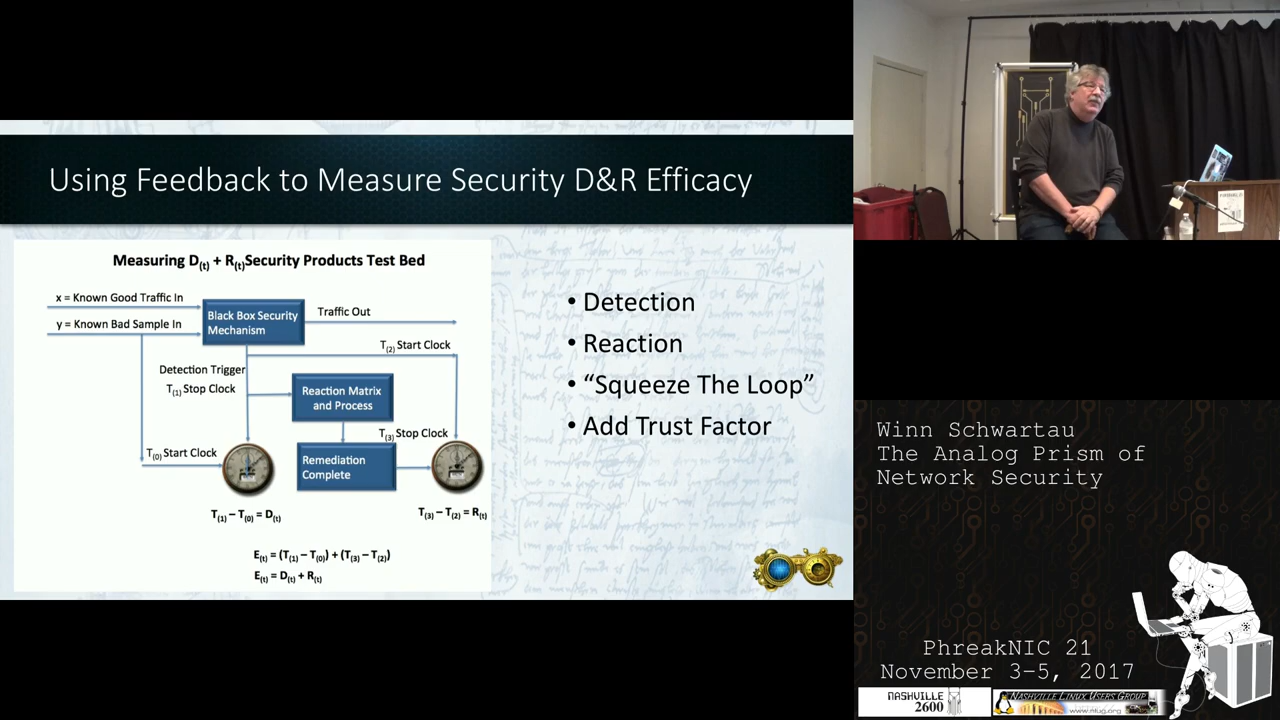 Using Feedback to Measure Security D&R Efficacy
Measuring D(t) + R(t)Security Products Test Bed
x = Known Good Traffic In
y = Known Bad Sample In
Black Box Security
Mechanism
Traffic Out
T(2) Start Clock
Detection Trigger
T(1) Stop Clock
Reaction Matrix
and Process
T(3) Stop Clock
T(0) Start Clock
Remediation
Complete
T(1) – T(0) = D(t)
T(3) – T(2) = R(t)
E(t) = (T(1) – T(0)) + (T(3) – T(2))
E(t) = D(t) + R(t)
• Detection
• Reaction
• “Squeeze The Loop”
• Add Trust Factor
Winn Schwartau
The Analog Prism of
Network Security
PhreakNIC 21
November 3-5, 2017
NASHVILLE
2600
NASHVILLE LINUX USERS GROUP
www.nlug.org